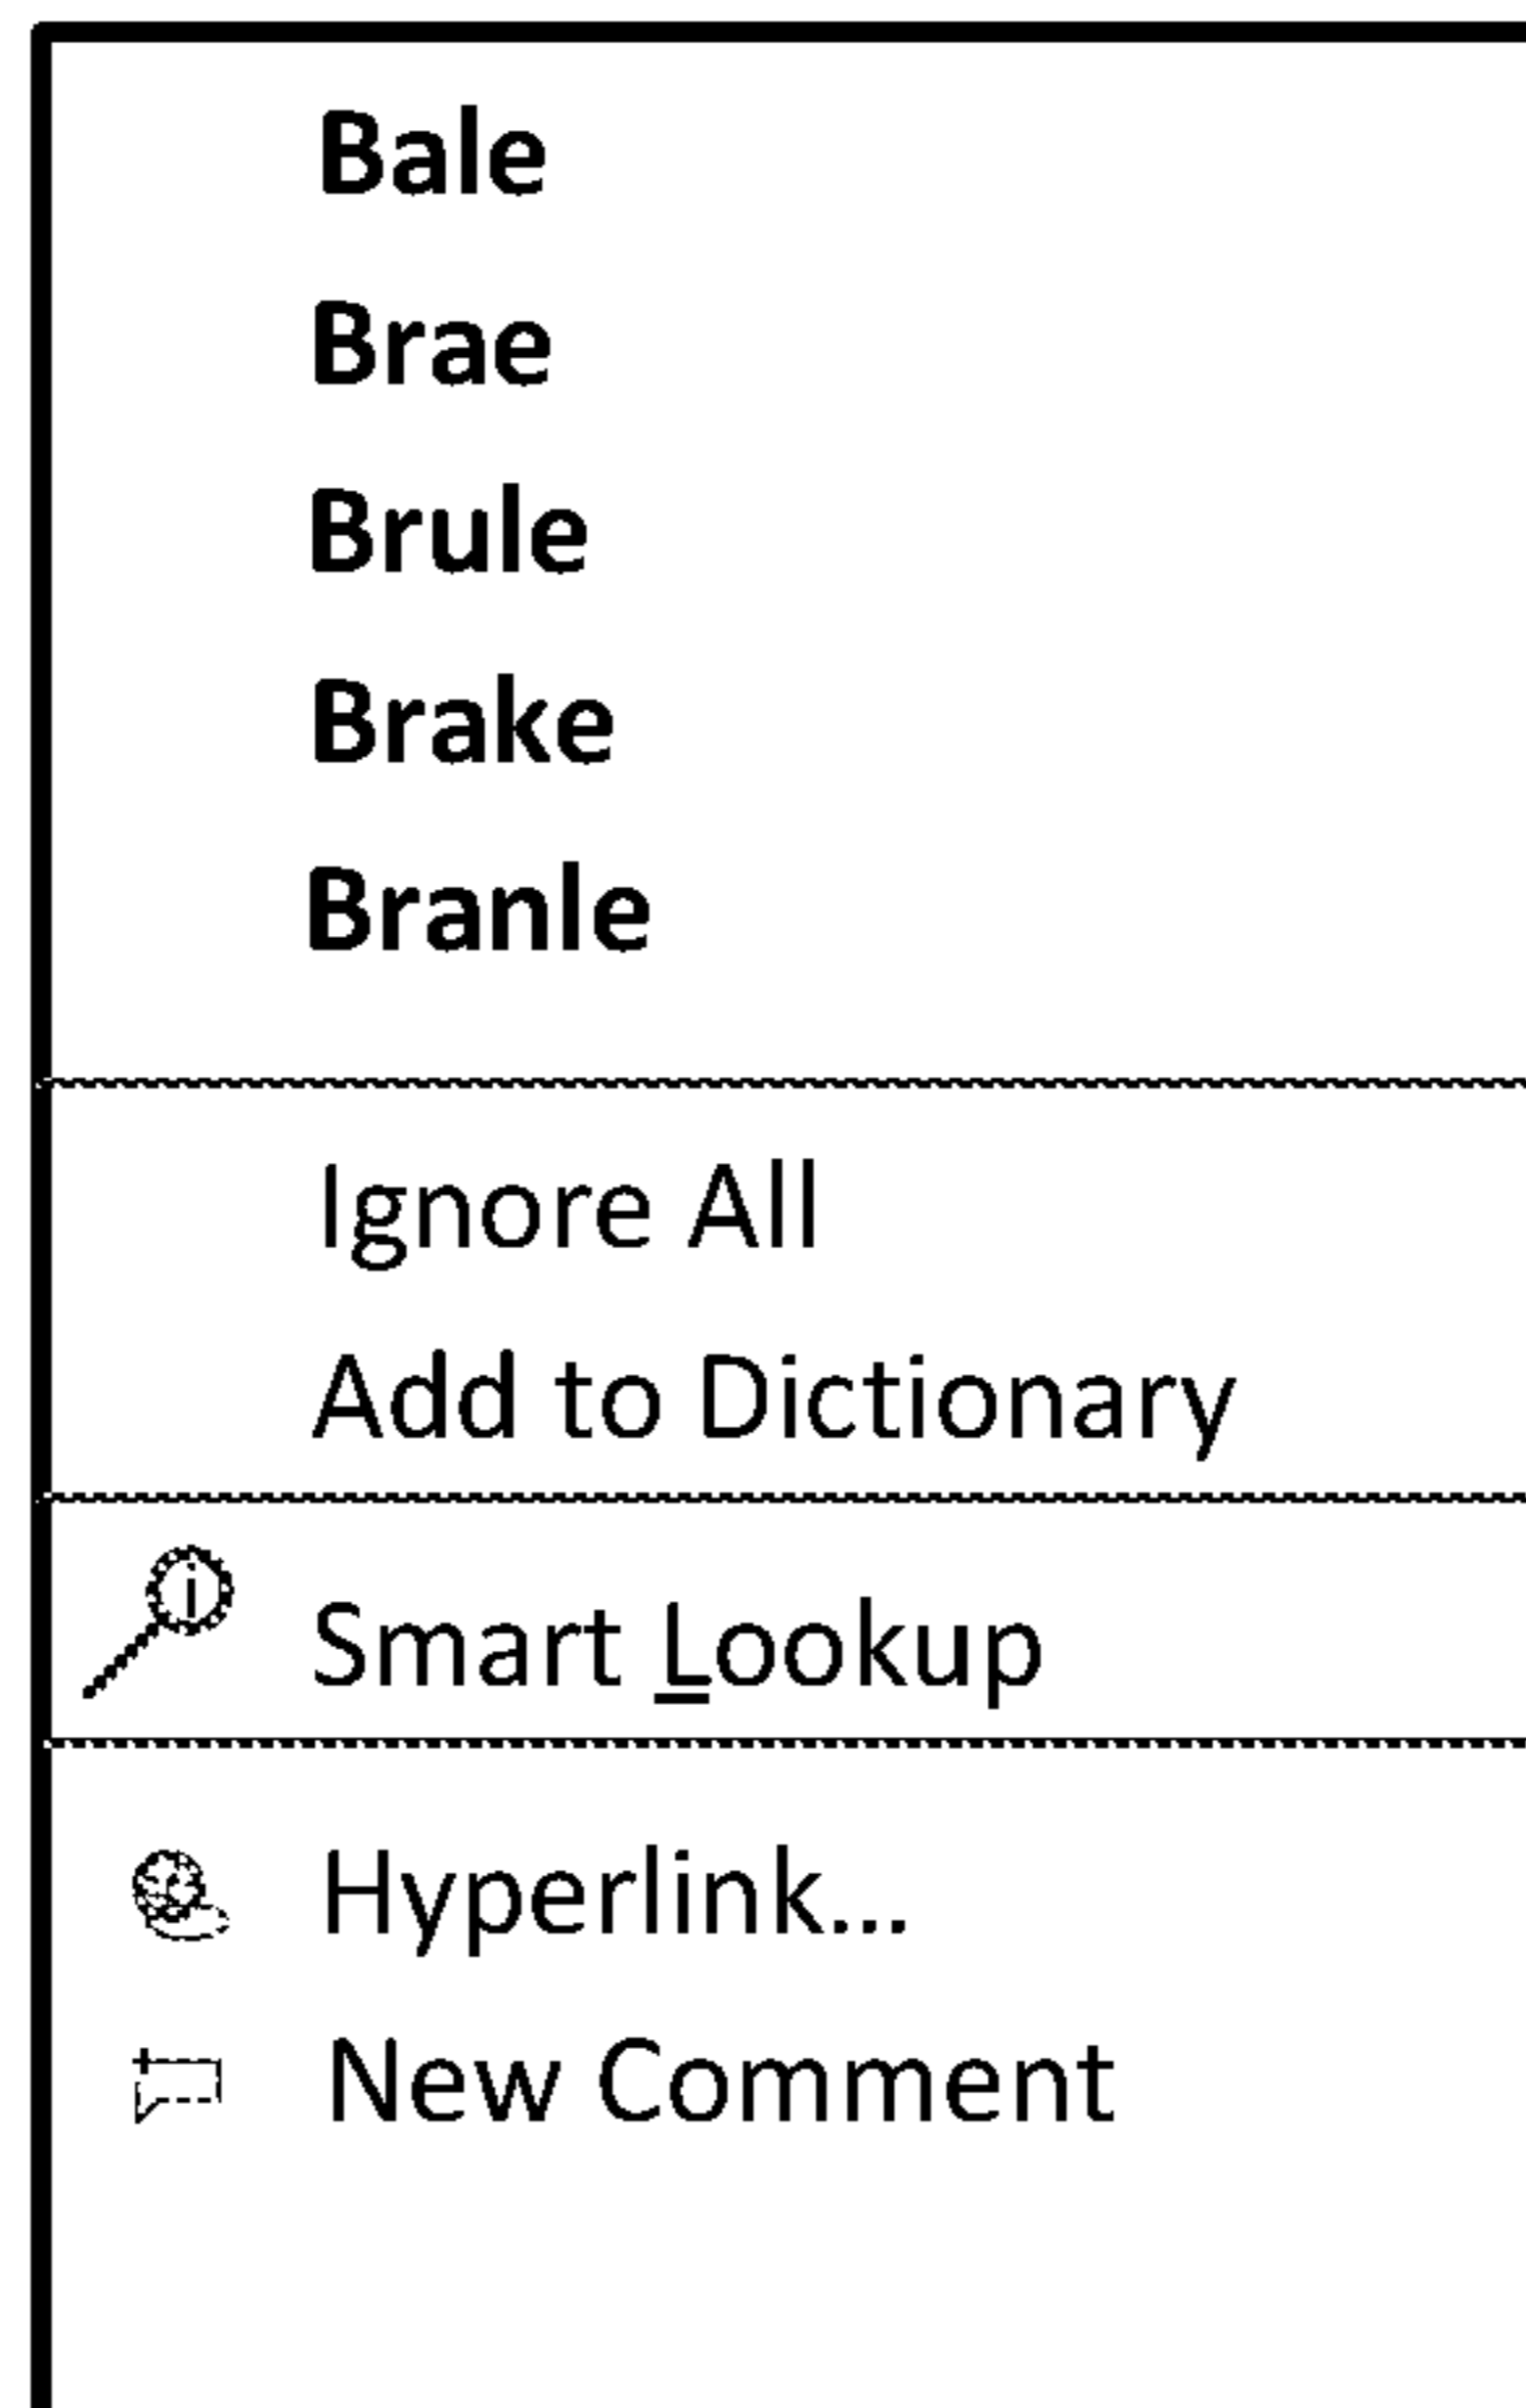 Bale
Brae
Brule
Brake
Branle
Ignore All
Add to Dictionary
Smart Lookup
Hyperlink...
New Comment